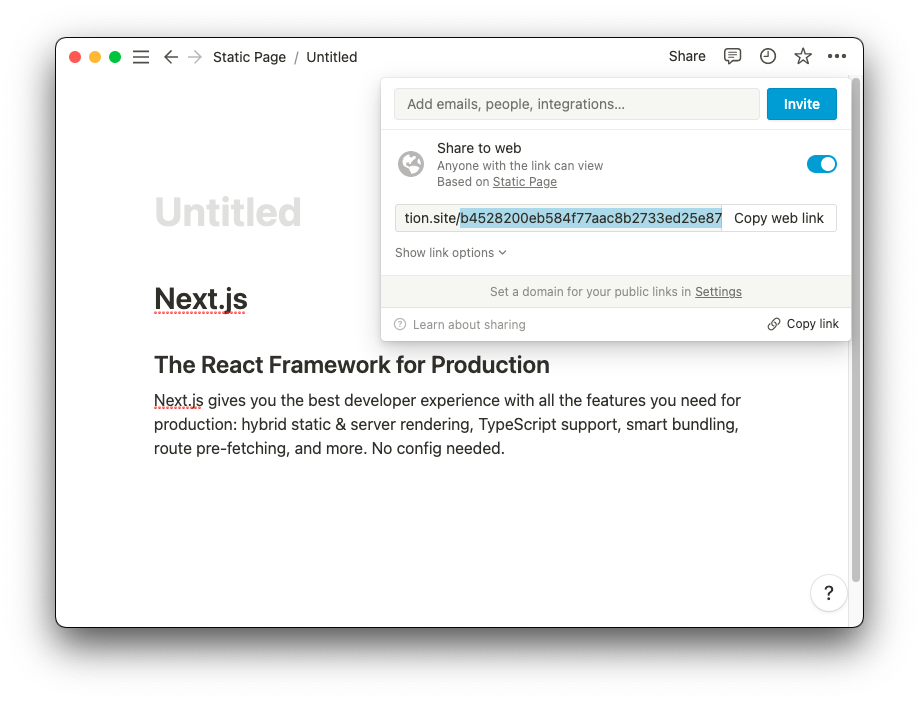 Static Page / Untitled
Share
Add emails, people, integrations...
Invite
Share to web
Anyone with the link can view
Based on Static Page
tion.site/b4528200eb584f77aac8b2733ed25e87
Copy web link
Show link options
Set a domain for your public links in Settings
? Learn about sharing
Copy link
Untitled
Next.js
The React Framework for Production
Next.js gives you the best developer experience with all the features you need for
production: hybrid static & server rendering, TypeScript support, smart bundling,
route pre-fetching, and more. No config needed.
?